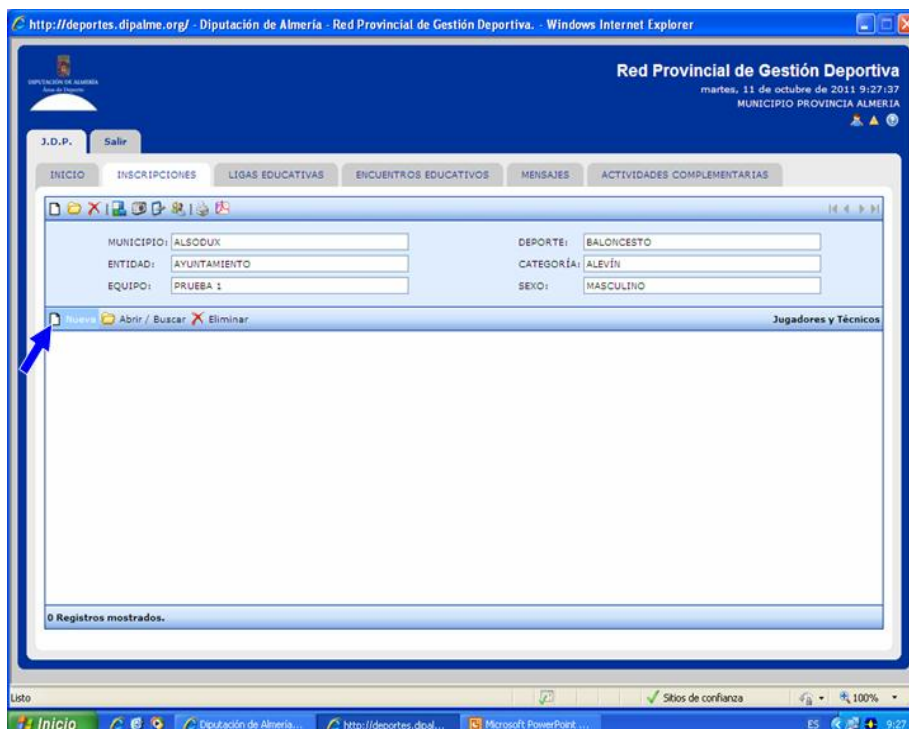 http://deportes.dipalme.org/ - Diputación de Almería - Red Provincial de Gestión Deportiva. - Windows Internet Explorer
DIPUTACIÓN DE ALMERÍA
Red Provincial de Gestión Deportiva
martes, 11 de octubre de 2011 9:27:37
MUNICIPIO PROVINCIA ALMERIA
J.D.P. Salir
INICIO INSCRIPCIONES LIGAS EDUCATIVAS ENCUENTROS EDUCATIVOS MENSAJES ACTIVIDADES COMPLEMENTARIAS
MUNICIPIO: ALSODUX DEPORTE: BALONCESTO
ENTIDAD: AYUNTAMIENTO CATEGORÍA: ALEVÍN
EQUIPO: PRUEBA 1 SEXO: MASCULINO
Nuevo Abrir / Buscar Eliminar Jugadores y Técnicos
0 Registros mostrados.
Listo Sitios de confianza 100%
Inicio Diputación de Almería... http://deportes.dipal... Microsoft PowerPoint ... ES 9:27